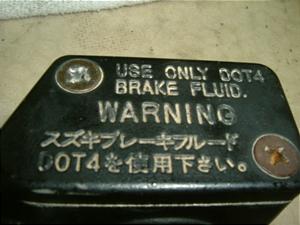 USE ONLY DOT4
BRAKE FLUID.
WARNING
スズキブレーキフルード
DOT4を使用下さい。